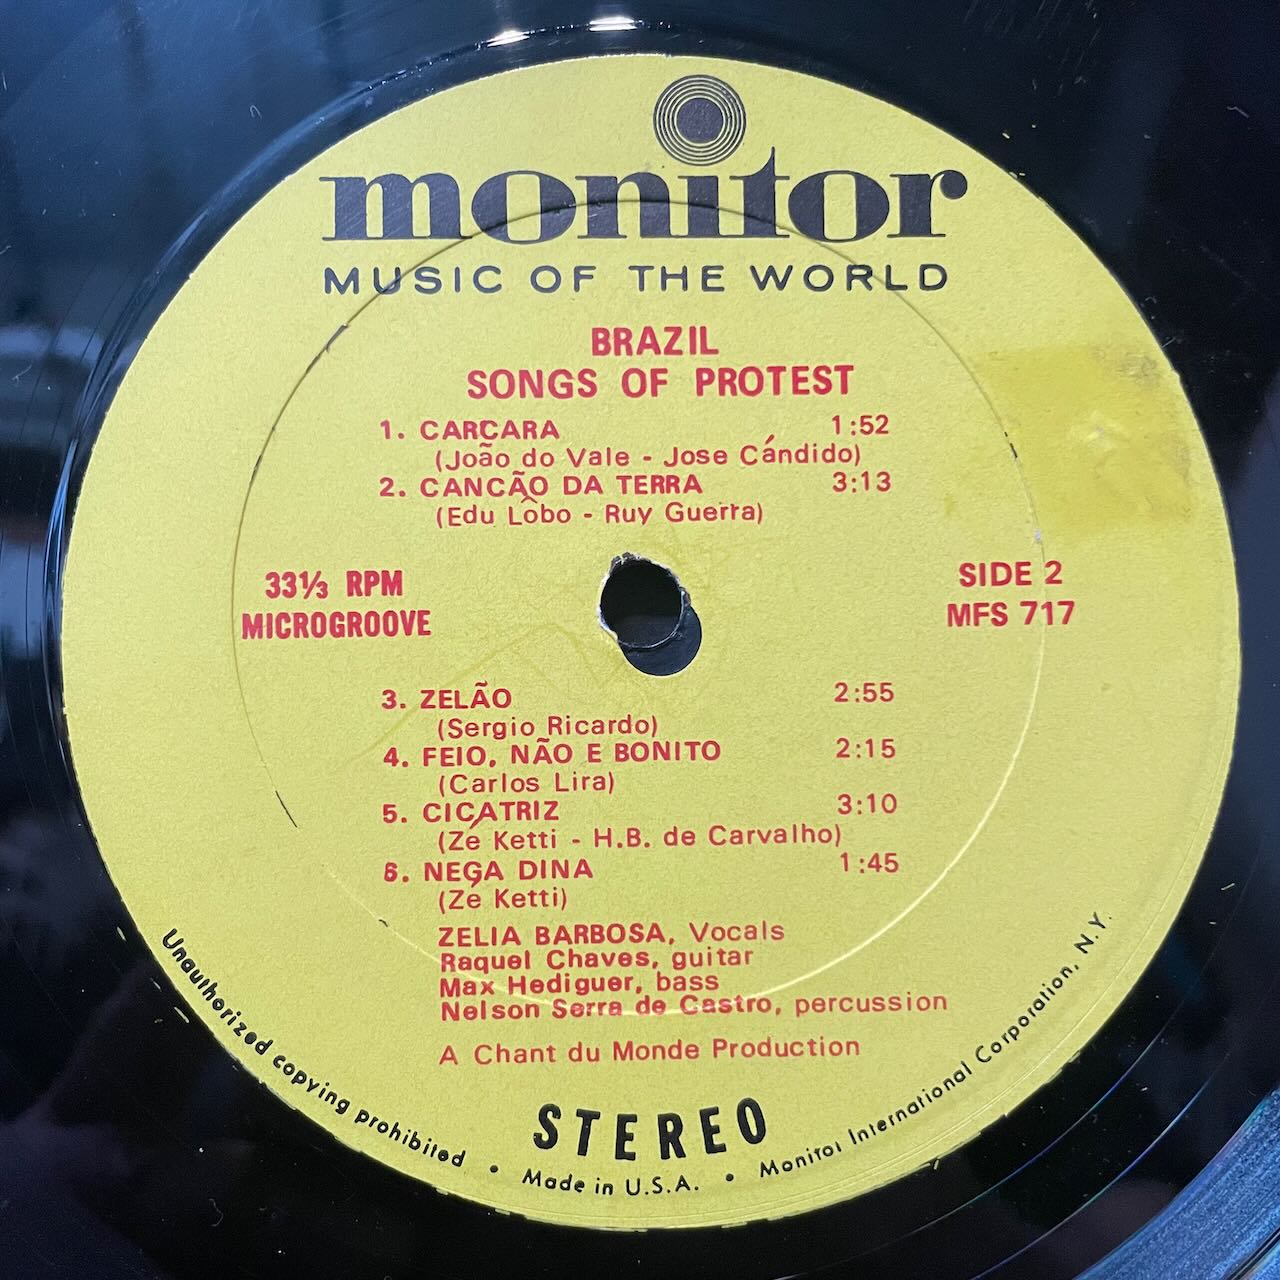 monitor
MUSIC OF THE WORLD
BRAZIL
SONGS OF PROTEST
1. CARCARA 1:52
(João do Vale - Jose Cándido)
2. CANCÃO DA TERRA 3:13
(Edu Lôbo - Ruy Guerra)
33⅓ RPM
MICROGROOVE
SIDE 2
MFS 717
3. ZELÃO 2:55
(Sergio Ricardo)
4. FEIO, NÃO E BONITO 2:15
(Carlos Lira)
5. CICATRIZ 3:10
(Zé Ketti - H.B. de Carvalho)
6. NEGA DINA 1:45
(Zé Ketti)
ZELIA BARBOSA, Vocals
Raquel Chaves, guitar
Max Hediguer, bass
Nelson Serra de Castro, percussion
A Chant du Monde Production
STEREO
Unauthorized copying prohibited • Made in U.S.A. • Monitor International Corporation, N.Y.